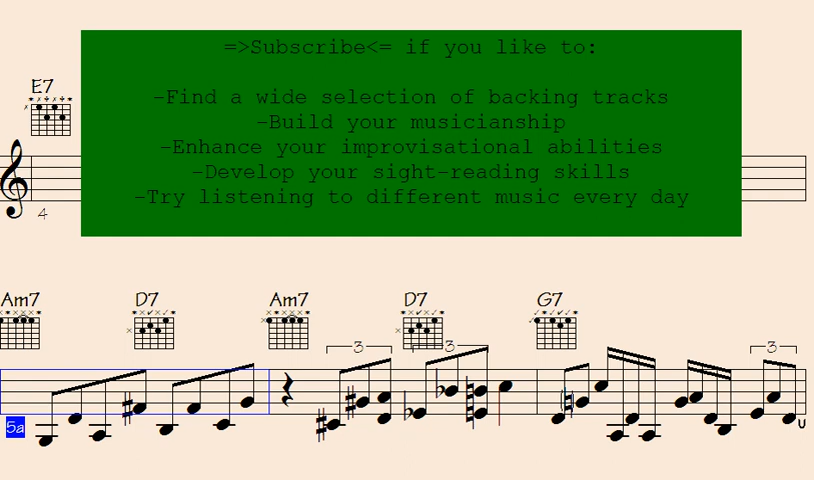 =>Subscribe<= if you like to:
-Find a wide selection of backing tracks
-Build your musicianship
-Enhance your improvisational abilities
-Develop your sight-reading skills
-Try listening to different music every day
E7
4
Am7 D7 Am7 D7 G7
3 3 3
5a